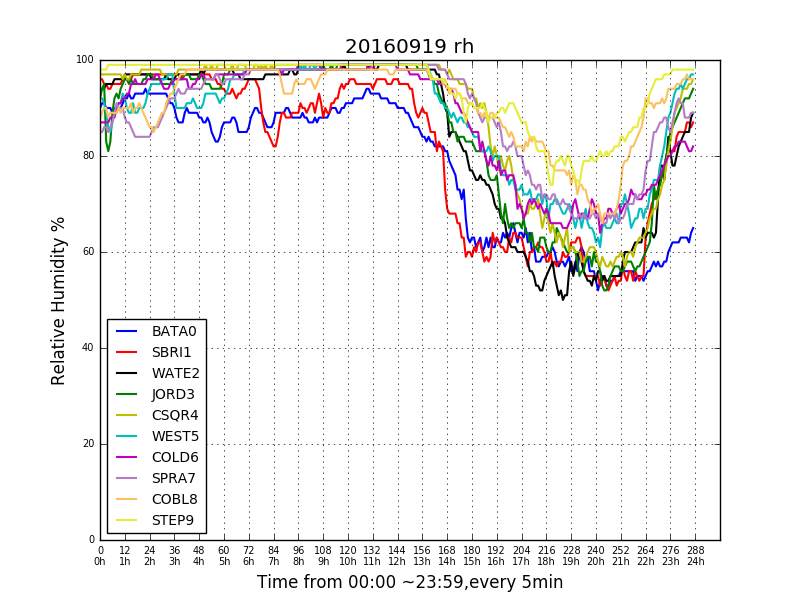 20160919 rh
Relative Humidity %
100
80
60
40
20
0
BATA0
SBRI1
WATE2
JORD3
CSQR4
WEST5
COLD6
SPRA7
COBL8
STEP9
0 12 24 36 48 60 72 84 96 108 120 132 144 156 168 180 192 204 216 228 240 252 264 276 288
0h 1h 2h 3h 4h 5h 6h 7h 8h 9h 10h 11h 12h 13h 14h 15h 16h 17h 18h 19h 20h 21h 22h 23h 24h
Time from 00:00 ~23:59,every 5min